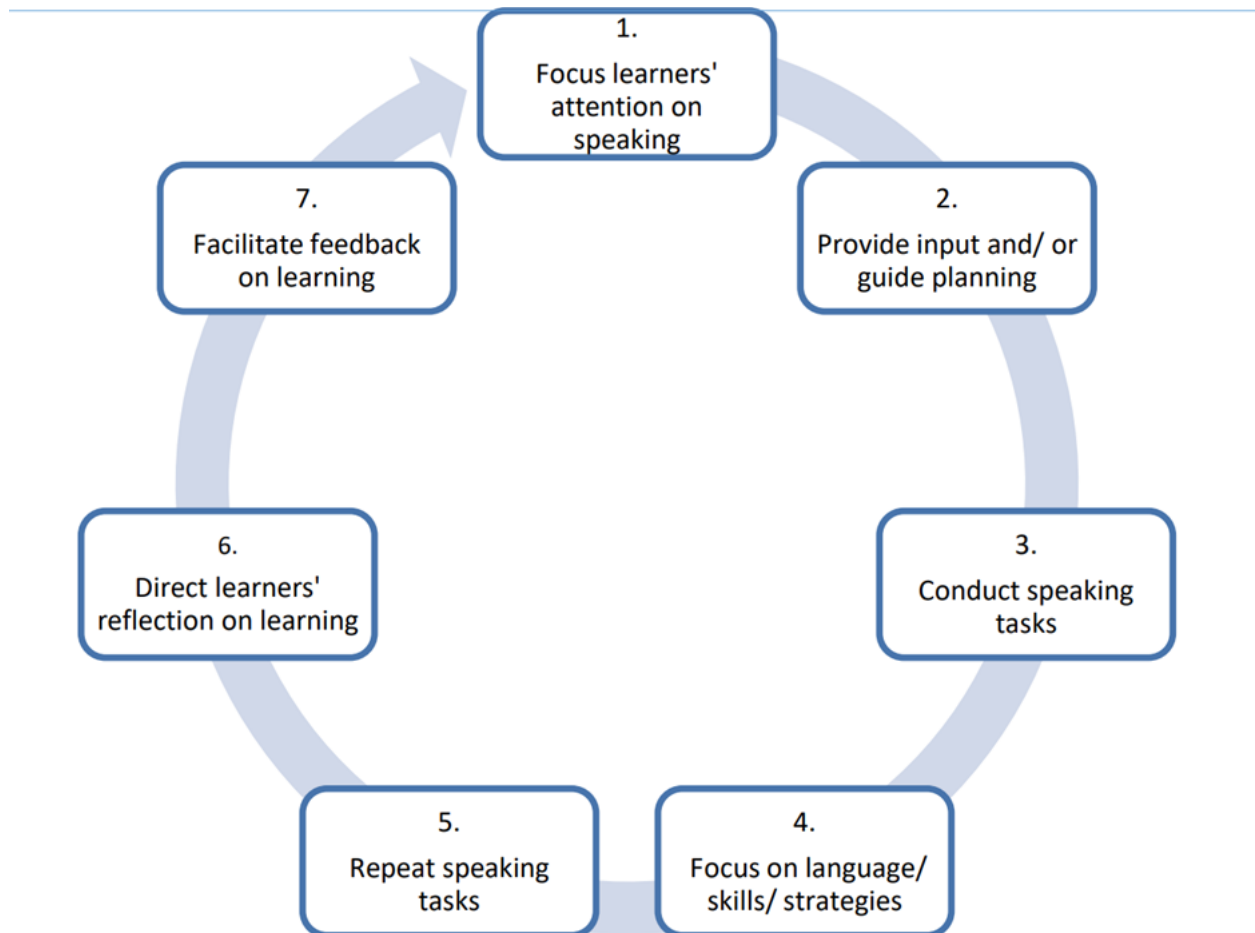 1.
Focus learners'
attention on
speaking
2.
Provide input and/ or
guide planning
3.
Conduct speaking
tasks
4.
Focus on language/
skills/ strategies
5.
Repeat speaking
tasks
6.
Direct learners'
reflection on learning
7.
Facilitate feedback
on learning